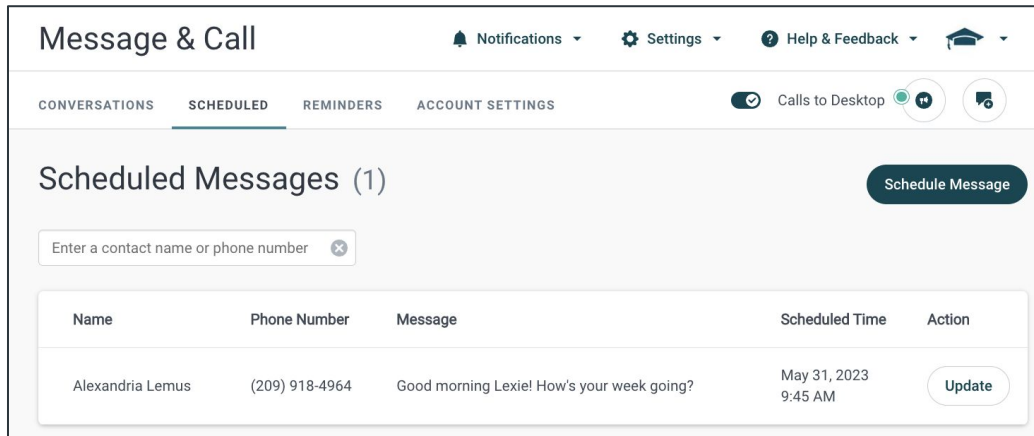 Message & Call
Notifications
Settings
Help & Feedback
CONVERSATIONS
SCHEDULED
REMINDERS
ACCOUNT SETTINGS
Calls to Desktop
Scheduled Messages (1)
Schedule Message
Enter a contact name or phone number
Name
Phone Number
Message
Scheduled Time
Action
Alexandria Lemus
(209) 918-4964
Good morning Lexie! How's your week going?
May 31, 2023
9:45 AM
Update